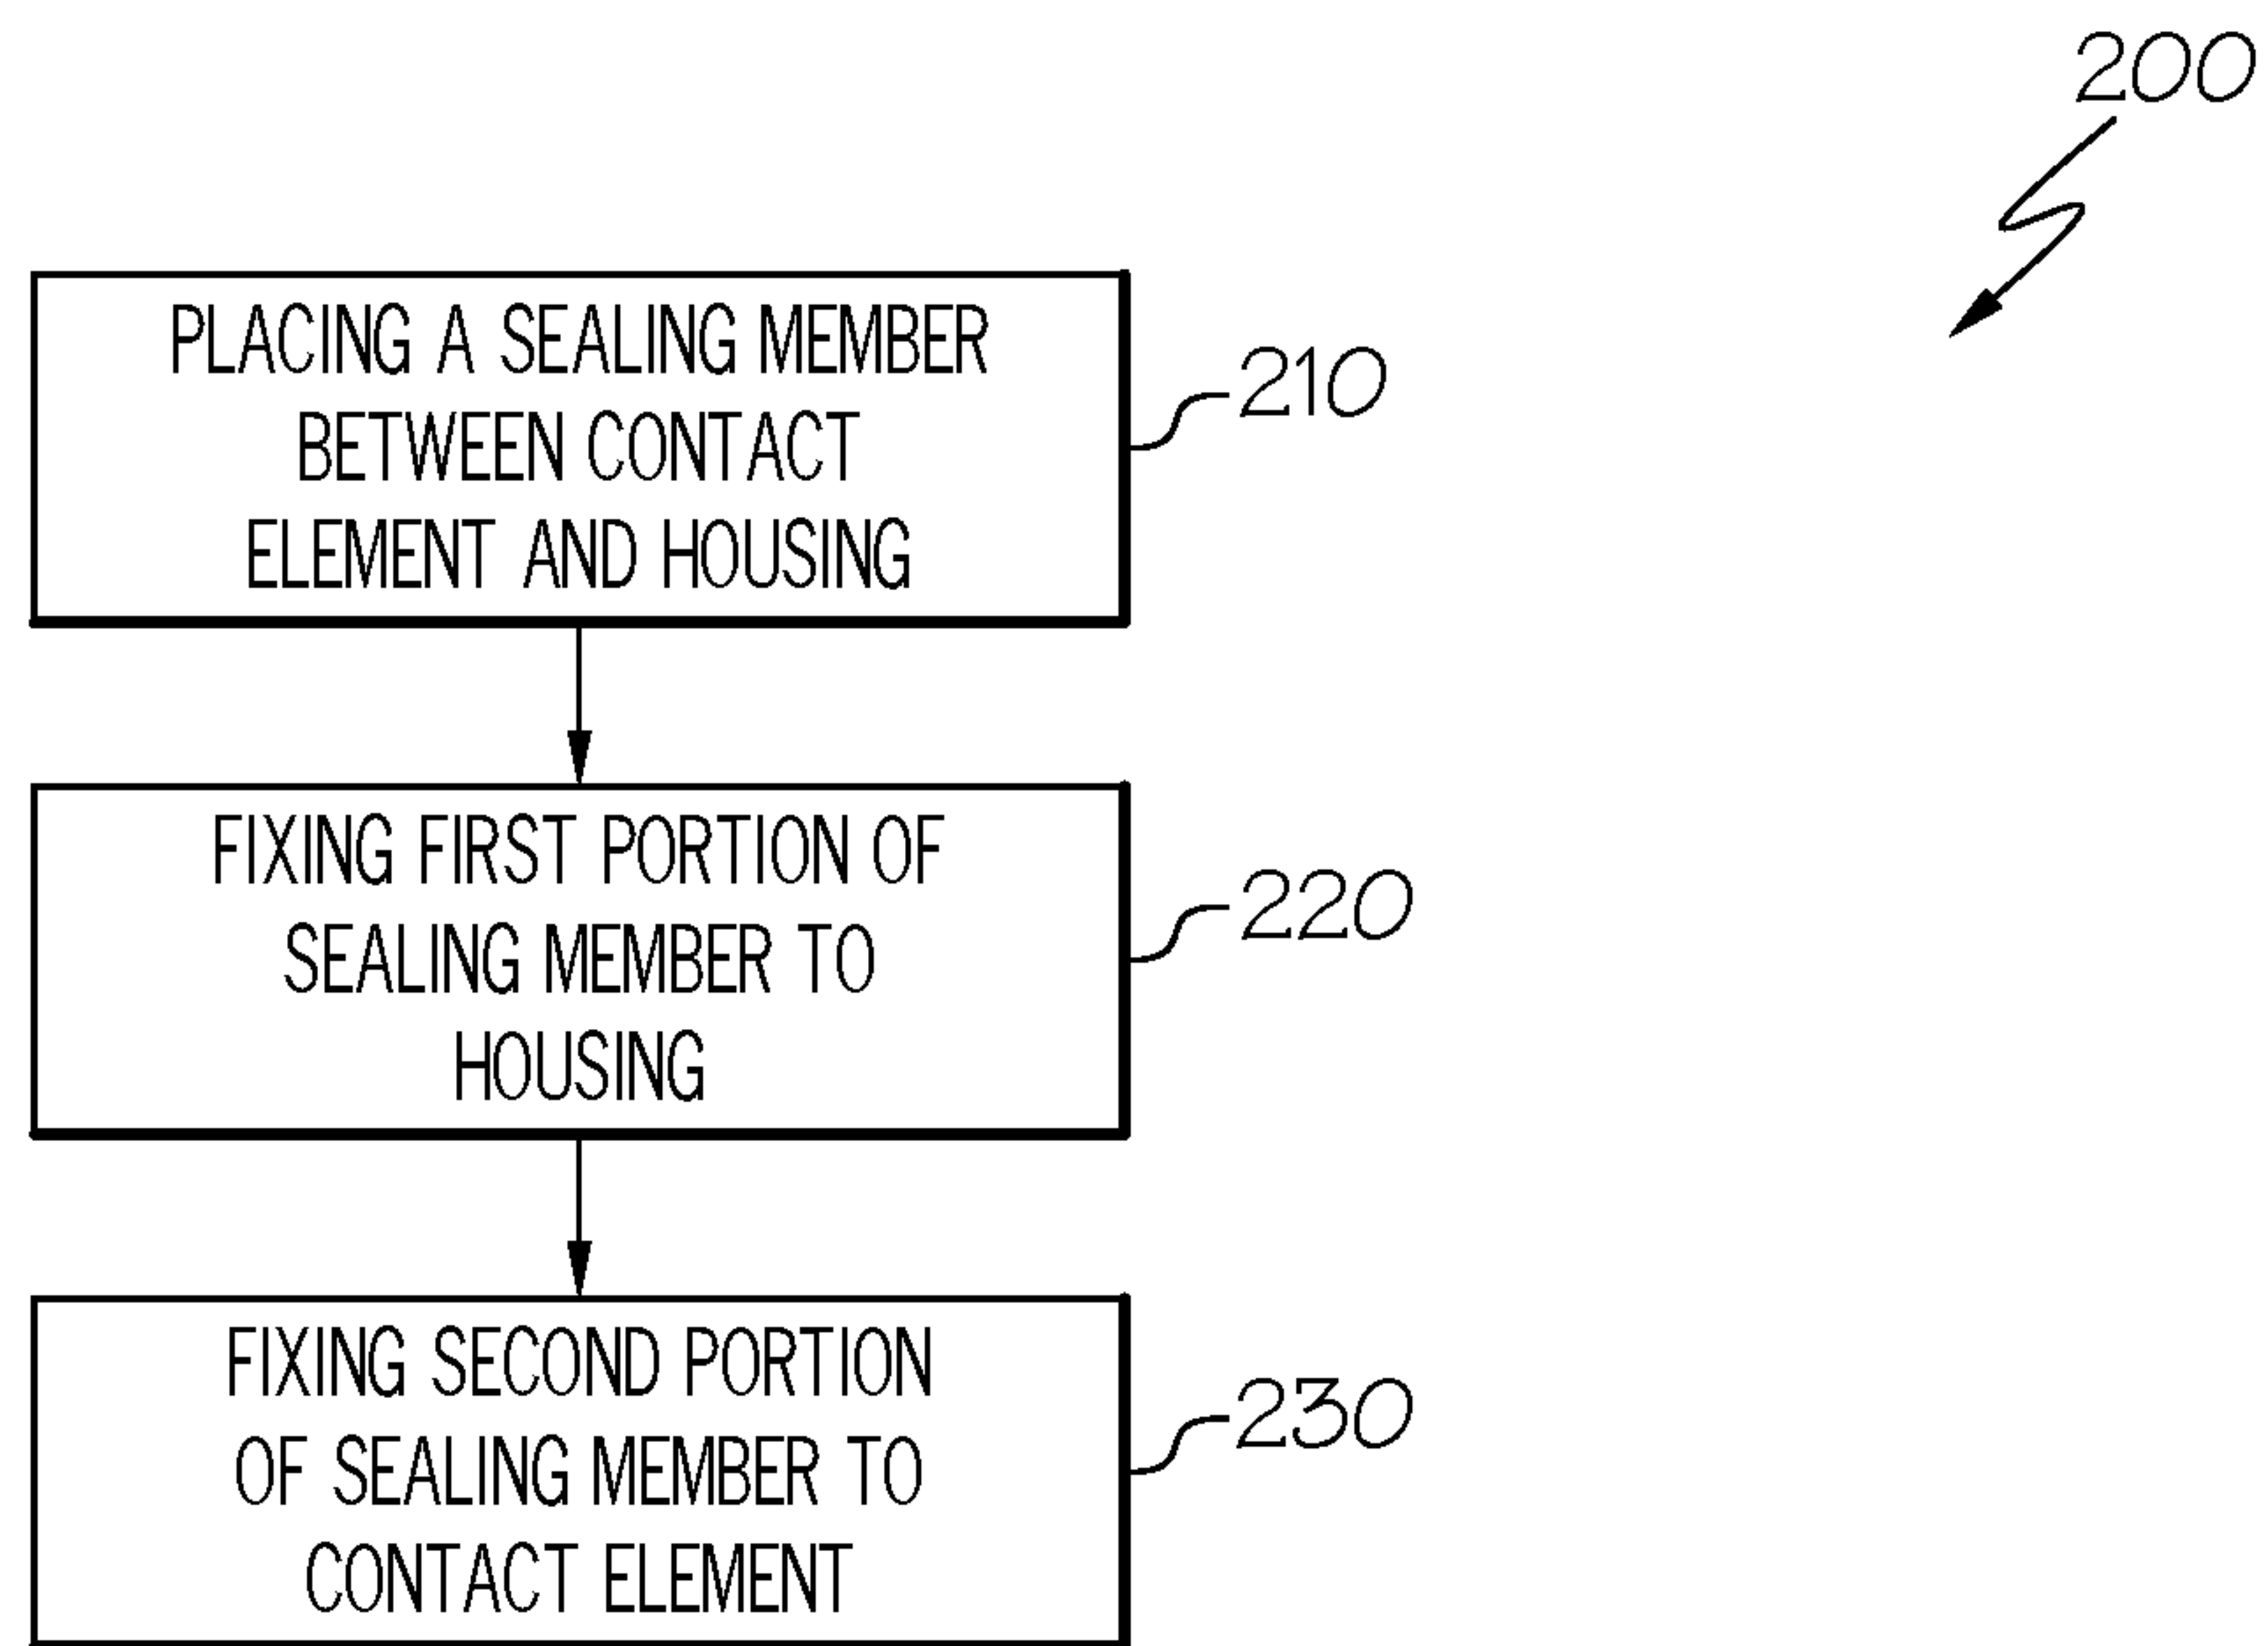 200
PLACING A SEALING MEMBER
BETWEEN CONTACT
ELEMENT AND HOUSING
210
FIXING FIRST PORTION OF
SEALING MEMBER TO
HOUSING
220
FIXING SECOND PORTION
OF SEALING MEMBER TO
CONTACT ELEMENT
230